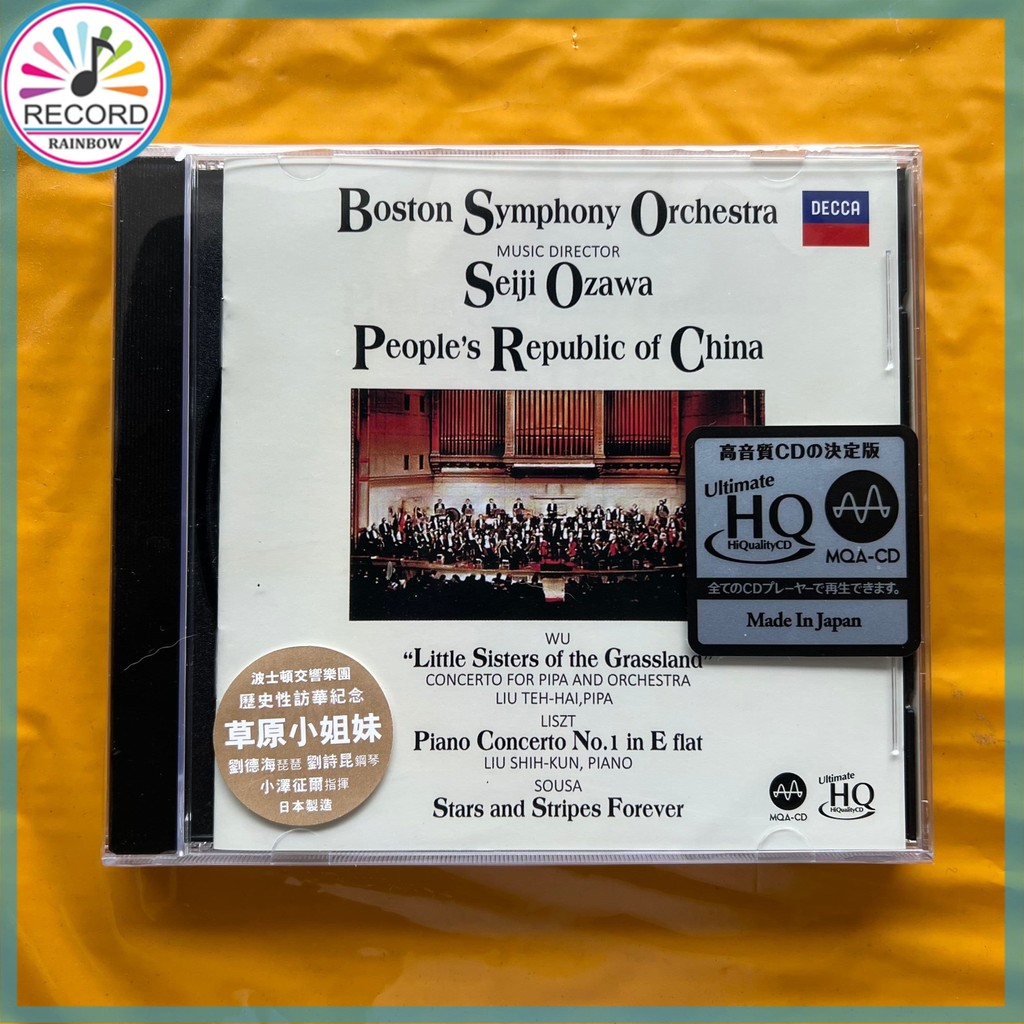 RECORD
RAINBOW
Boston Symphony Orchestra
DECCA
MUSIC DIRECTOR
Seiji Ozawa
People's Republic of China
高音質CDの決定版
Ultimate
HQ
HiQualityCD
MQA-CD
全てのCDプレーヤーで再生できます。
Made In Japan
WU
“Little Sisters of the Grassland”
CONCERTO FOR PIPA AND ORCHESTRA
LIU TEH-HAI,PIPA
LISZT
Piano Concerto No.1 in E flat
LIU SHIH-KUN, PIANO
SOUSA
Stars and Stripes Forever
波士頓交響樂團
歷史性訪華紀念
草原小姐妹
劉德海琵琶 劉詩昆鋼琴
小澤征爾指揮
日本製造
MQA-CD
Ultimate
HQ
HiQualityCD